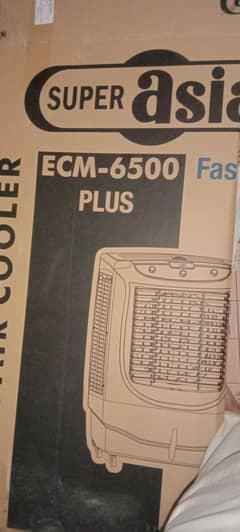 SUPER asia
ECM-6500 Fas
PLUS
AIR COOLER